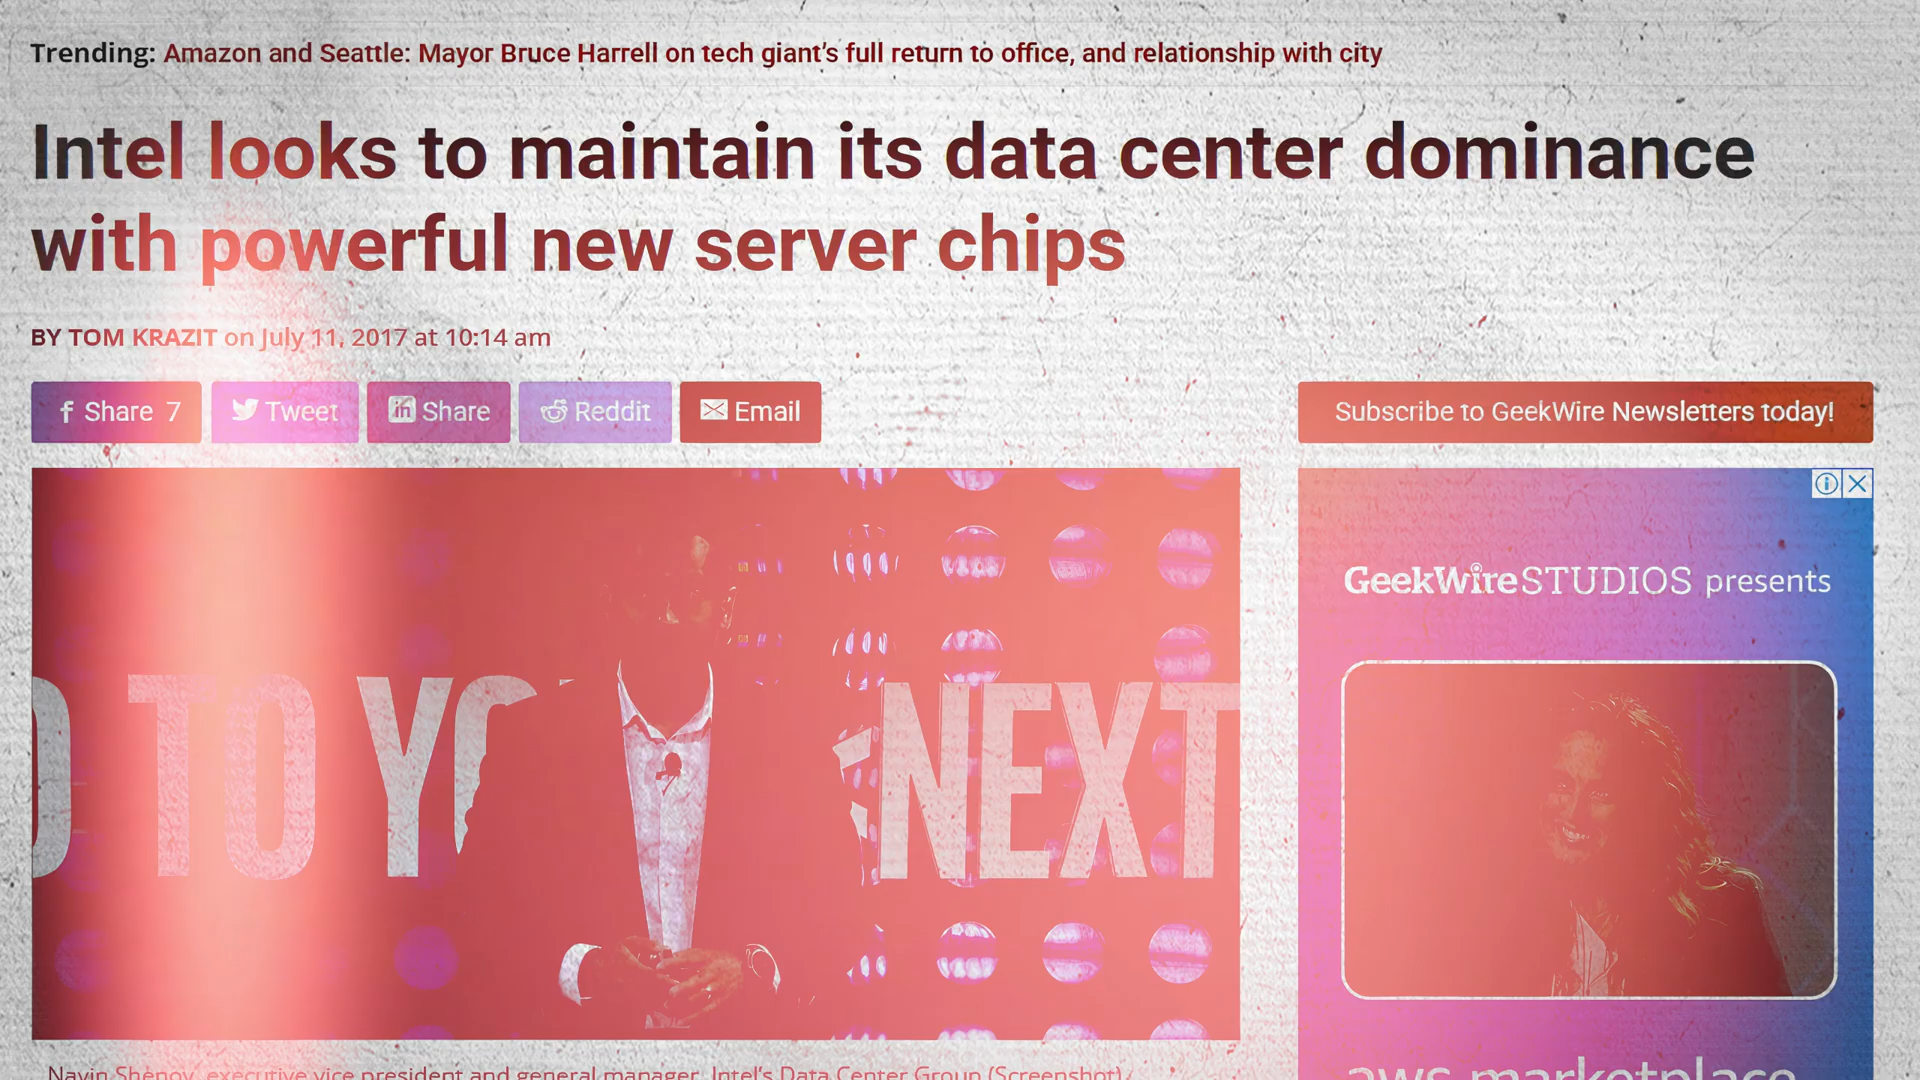 Trending: Amazon and Seattle: Mayor Bruce Harrell on tech giant's full return to office, and relationship with city
Intel looks to maintain its data center dominance
with powerful new server chips
BY TOM KRAZIT on July 11, 2017 at 10:14 am
Share 7
Tweet
Share
Reddit
Email
Subscribe to GeekWire Newsletters today!
GeekWire STUDIOS presents
TO YO NEXT
Navin Shenoy, executive vice president and general manager, Intel's Data Center Group (Screenshot)
aws marketplace